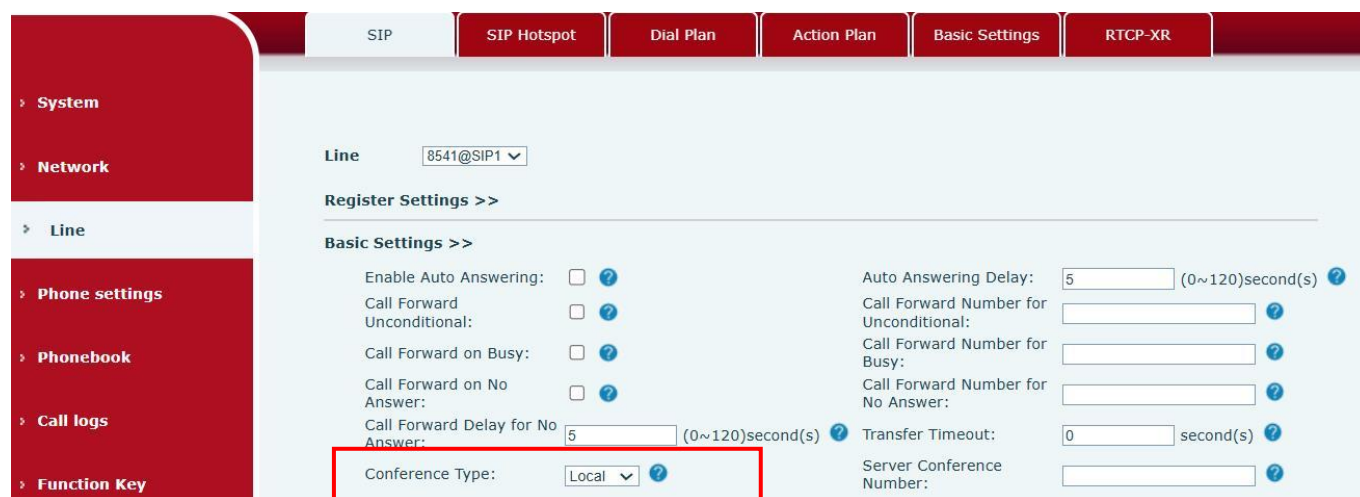 SIP SIP Hotspot Dial Plan Action Plan Basic Settings RTCP-XR
System
Network
Line
Phone settings
Phonebook
Call logs
Function Key
Line 8541@SIP1
Register Settings >>
Basic Settings >>
Enable Auto Answering: ? Auto Answering Delay: 5 (0~120)second(s) ?
Call Forward Call Forward Number for
Unconditional: ? Unconditional: ?
Call Forward on Busy: ? Call Forward Number for
Busy: ?
Call Forward on No Call Forward Number for
Answer: ? No Answer: ?
Call Forward Delay for No
Answer: 5 (0~120)second(s) ? Transfer Timeout: 0 second(s) ?
Conference Type: Local ? Server Conference
Number: ?